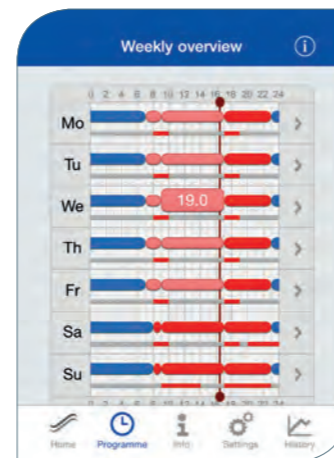 Weekly overview i
0 2 4 6 8 10 12 14 16 18 20 22 24
Mo
Tu
We 19.0
Th
Fr
Sa
Su
Home Programme Info Settings History